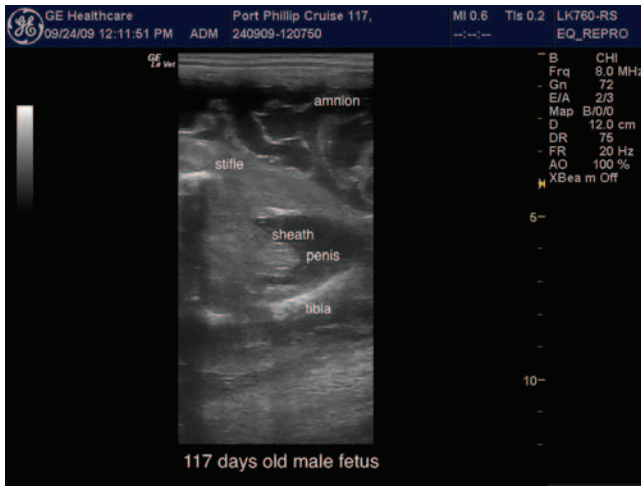 GE Healthcare
09/24/09 12:11:51 PM ADM
Port Phillip Cruise 117,
240909-120750
MI 0.6 TIs 0.2
--:--:--
LK760-RS
EQ_REPRO
GE
B CHI
Frq 8.0 MHz
Gn 72
E/A 2/3
Map B/0/0
D 12.0 cm
DR 75
FR 20 Hz
AO 100 %
XBeam Off
amnion
stifle
5
sheath
penis
tibia
10
117 days old male fetus